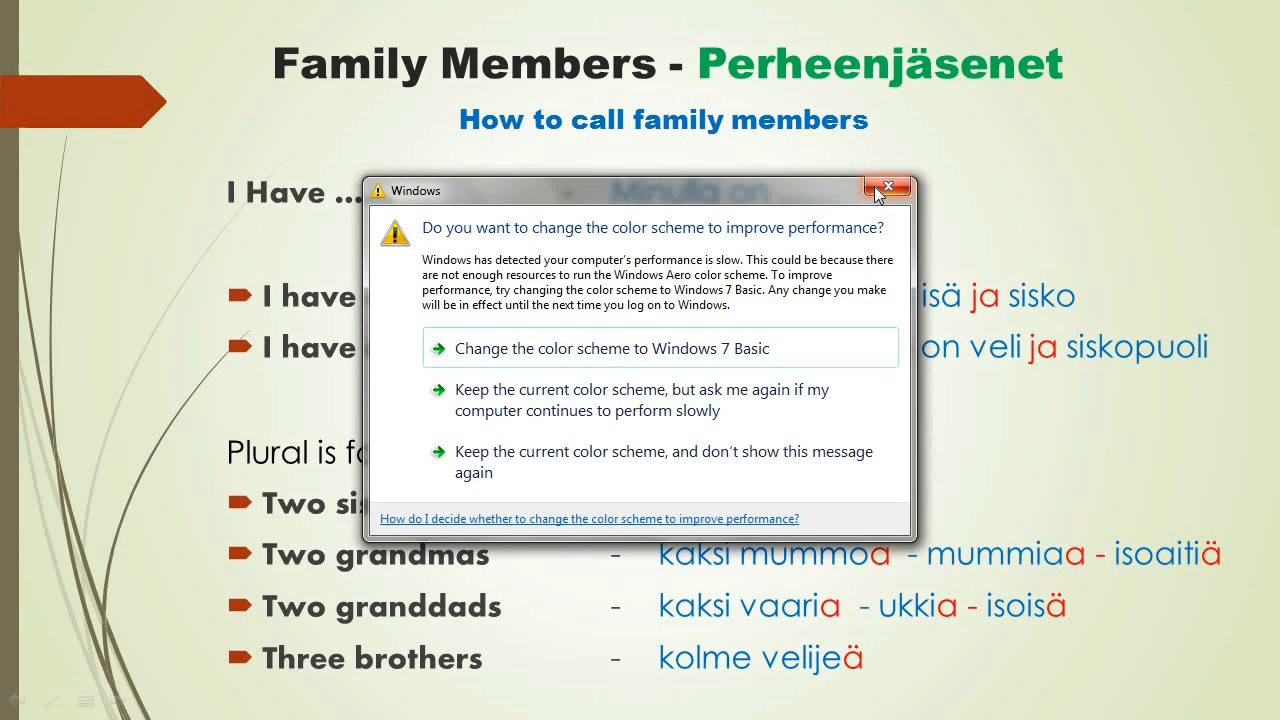 Family Members - Perheenjäsenet
How to call family members
I Have ... - Minulla on ...
Windows
Do you want to change the color scheme to improve performance?
Windows has detected your computer's performance is slow. This could be because there
are not enough resources to run the Windows Aero color scheme. To improve
performance, try changing the color scheme to Windows 7 Basic. Any change you make
will be in effect until the next time you log on to Windows.
Change the color scheme to Windows 7 Basic
Keep the current color scheme, but ask me again if my
computer continues to perform slowly
Keep the current color scheme, and don't show this message
again
How do I decide whether to change the color scheme to improve performance?
I have isä ja sisko
I have on veli ja siskopuoli
Plural is
Two
Two grandmas - kaksi mummoa - mummiaa - isoaitiä
Two granddads - kaksi vaaria - ukkia - isoisä
Three brothers - kolme velijeä